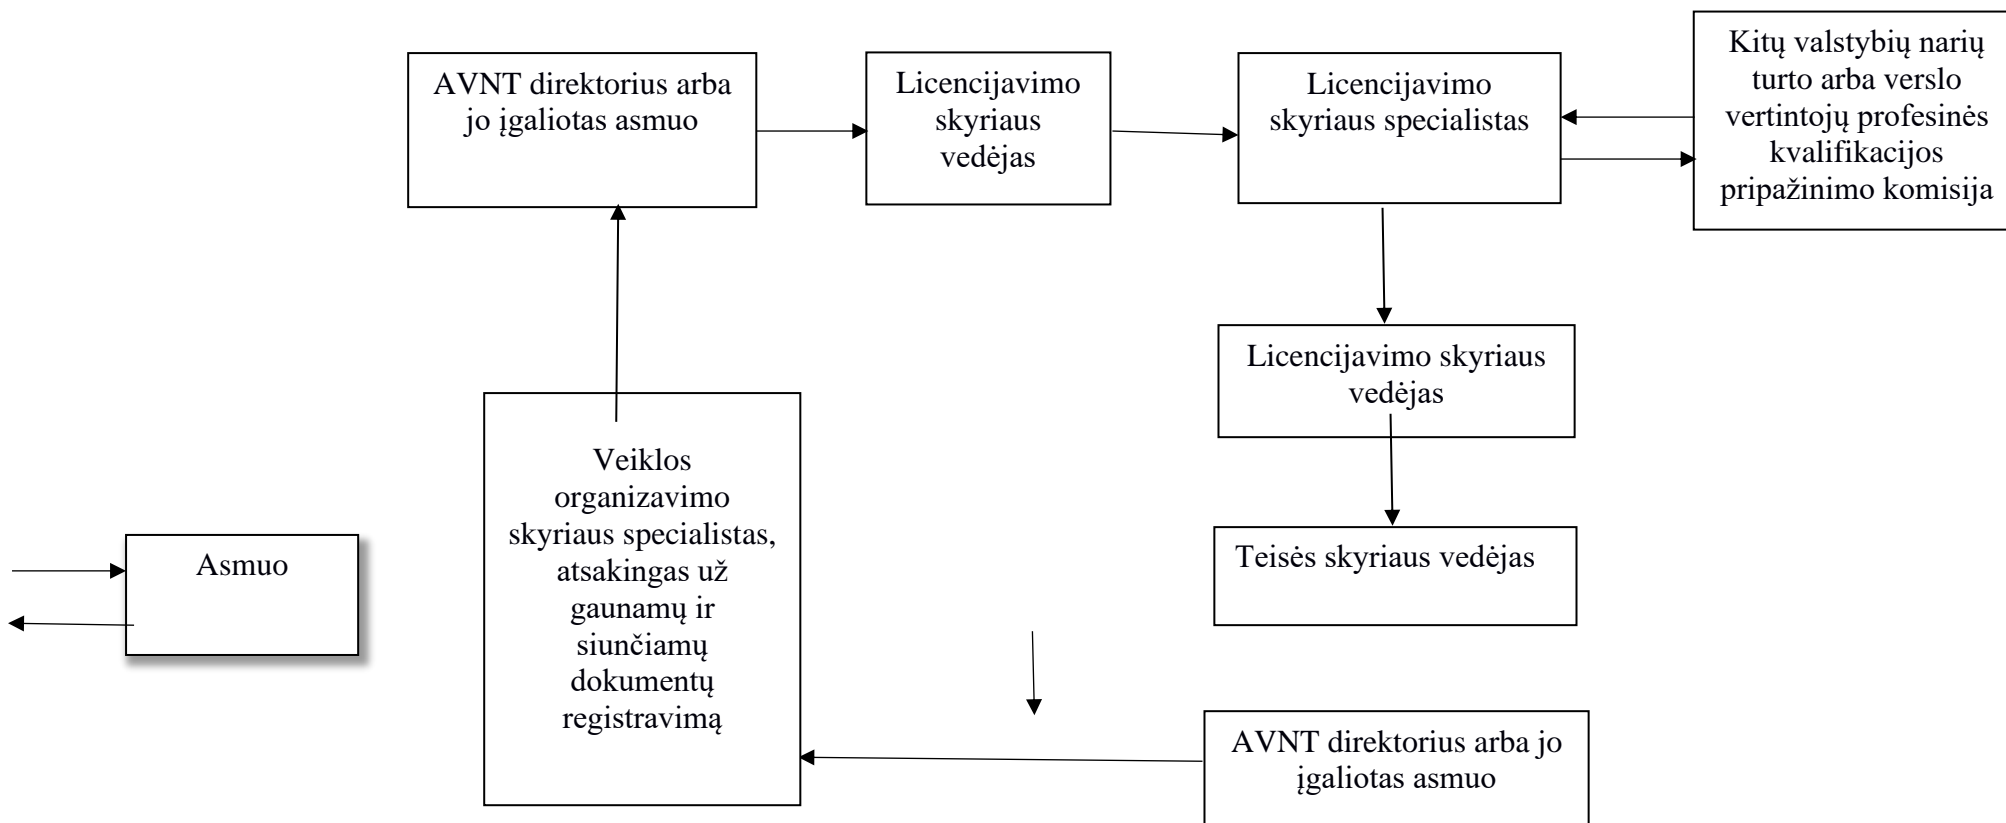 AVNT direktorius arba
jo įgaliotas asmuo
Licencijavimo
skyriaus
vedėjas
Licencijavimo
skyriaus specialistas
Kitų valstybių narių
turto arba verslo
vertintojų profesinės
kvalifikacijos
pripažinimo komisija
Licencijavimo skyriaus
vedėjas
Veiklos
organizavimo
skyriaus specialistas,
atsakingas už
gaunamų ir
siunčiamų
dokumentų
registravimą
Asmuo
Teisės skyriaus vedėjas
AVNT direktorius arba jo
įgaliotas asmuo